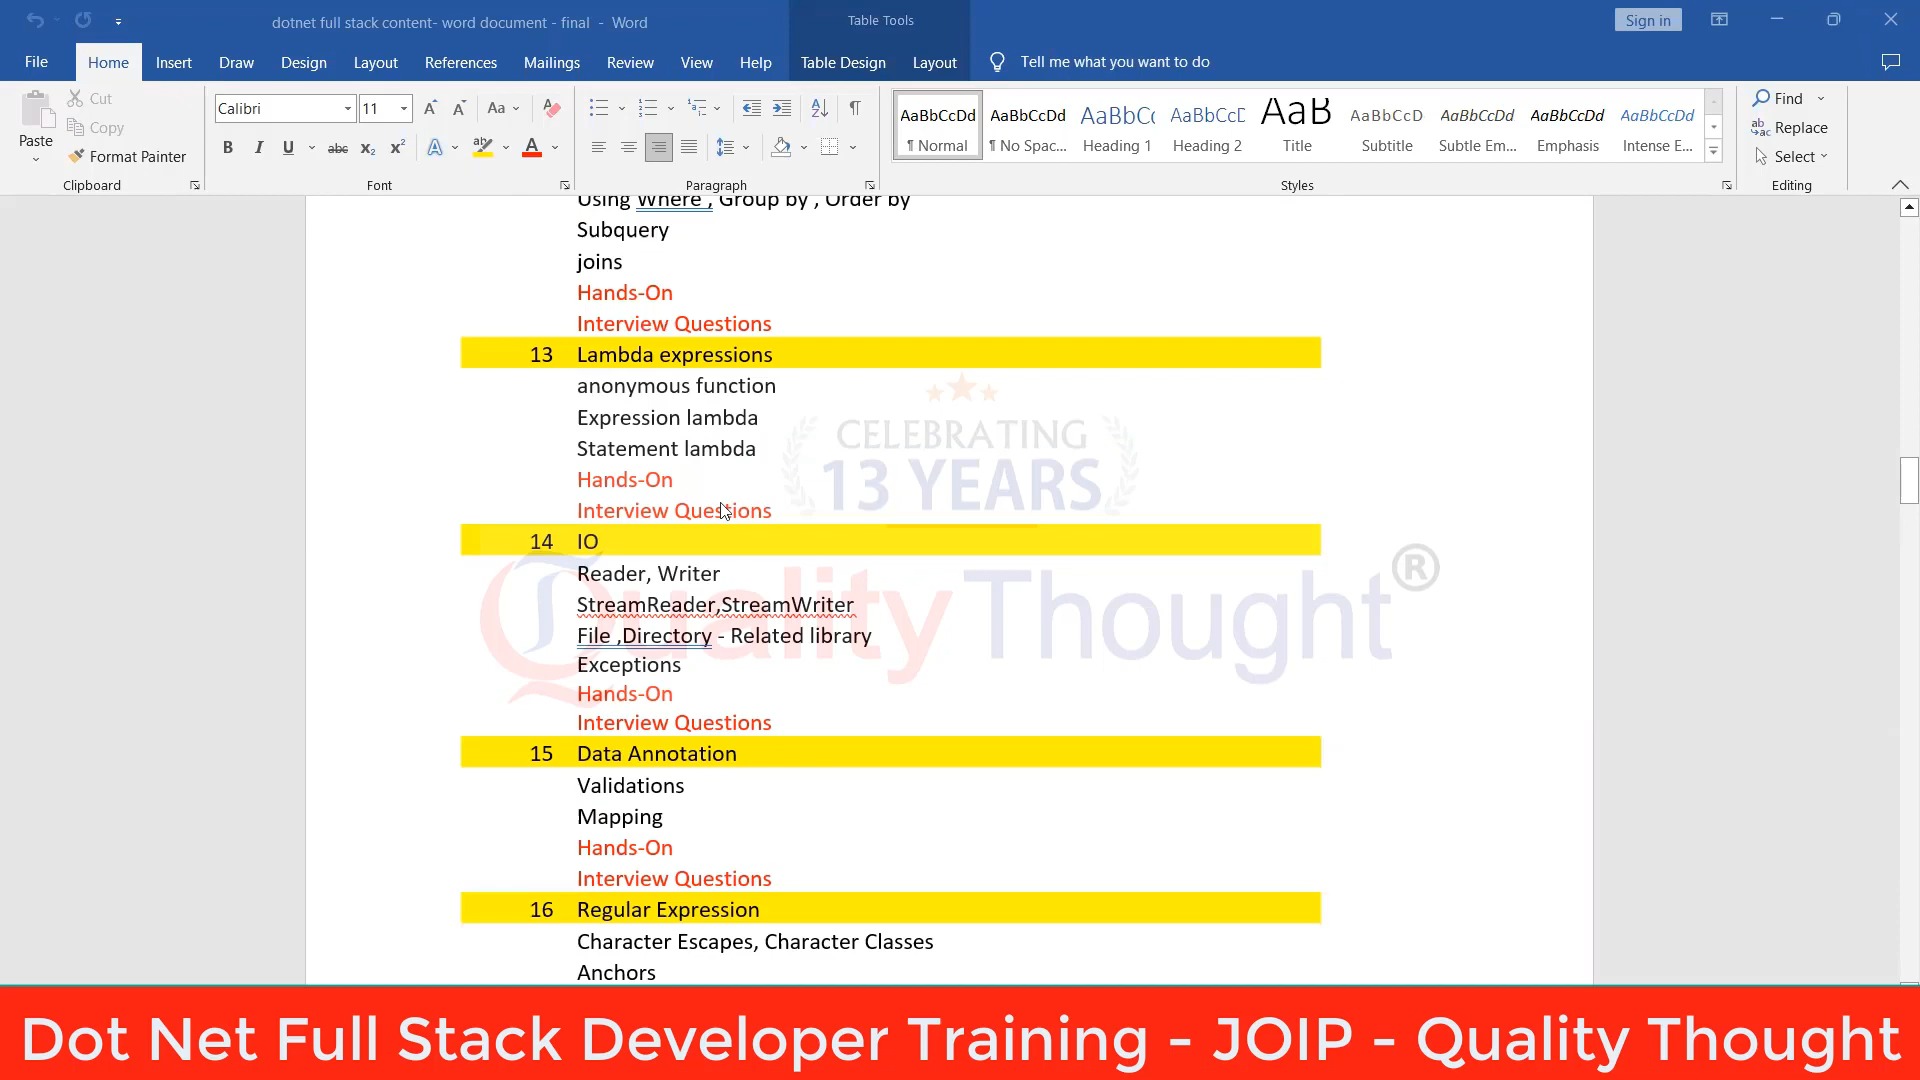 dotnet full stack content- word document - final - Word
Table Tools
Sign in
File Home Insert Draw Design Layout References Mailings Review View Help Table Design Layout Tell me what you want to do
Paste
Cut
Copy
Format Painter
Clipboard
Calibri 11
Font
Paragraph
AaBbCcDd ¶ Normal
AaBbCcDd ¶ No Spac...
AaBbCc Heading 1
AaBbCcD Heading 2
AaB Title
AaBbCcD Subtitle
AaBbCcDd Subtle Em...
AaBbCcDd Emphasis
AaBbCcDd Intense E...
Styles
Find
Replace
Select
Editing
Using Where , Group by , Order by
Subquery
joins
Hands-On
Interview Questions
13 Lambda expressions
anonymous function
Expression lambda
Statement lambda
Hands-On
Interview Questions
14 IO
Reader, Writer
StreamReader,StreamWriter
File ,Directory - Related library
Exceptions
Hands-On
Interview Questions
15 Data Annotation
Validations
Mapping
Hands-On
Interview Questions
16 Regular Expression
Character Escapes, Character Classes
Anchors
CELEBRATING
13 YEARS
QualityThought®
Dot Net Full Stack Developer Training - JOIP - Quality Thought